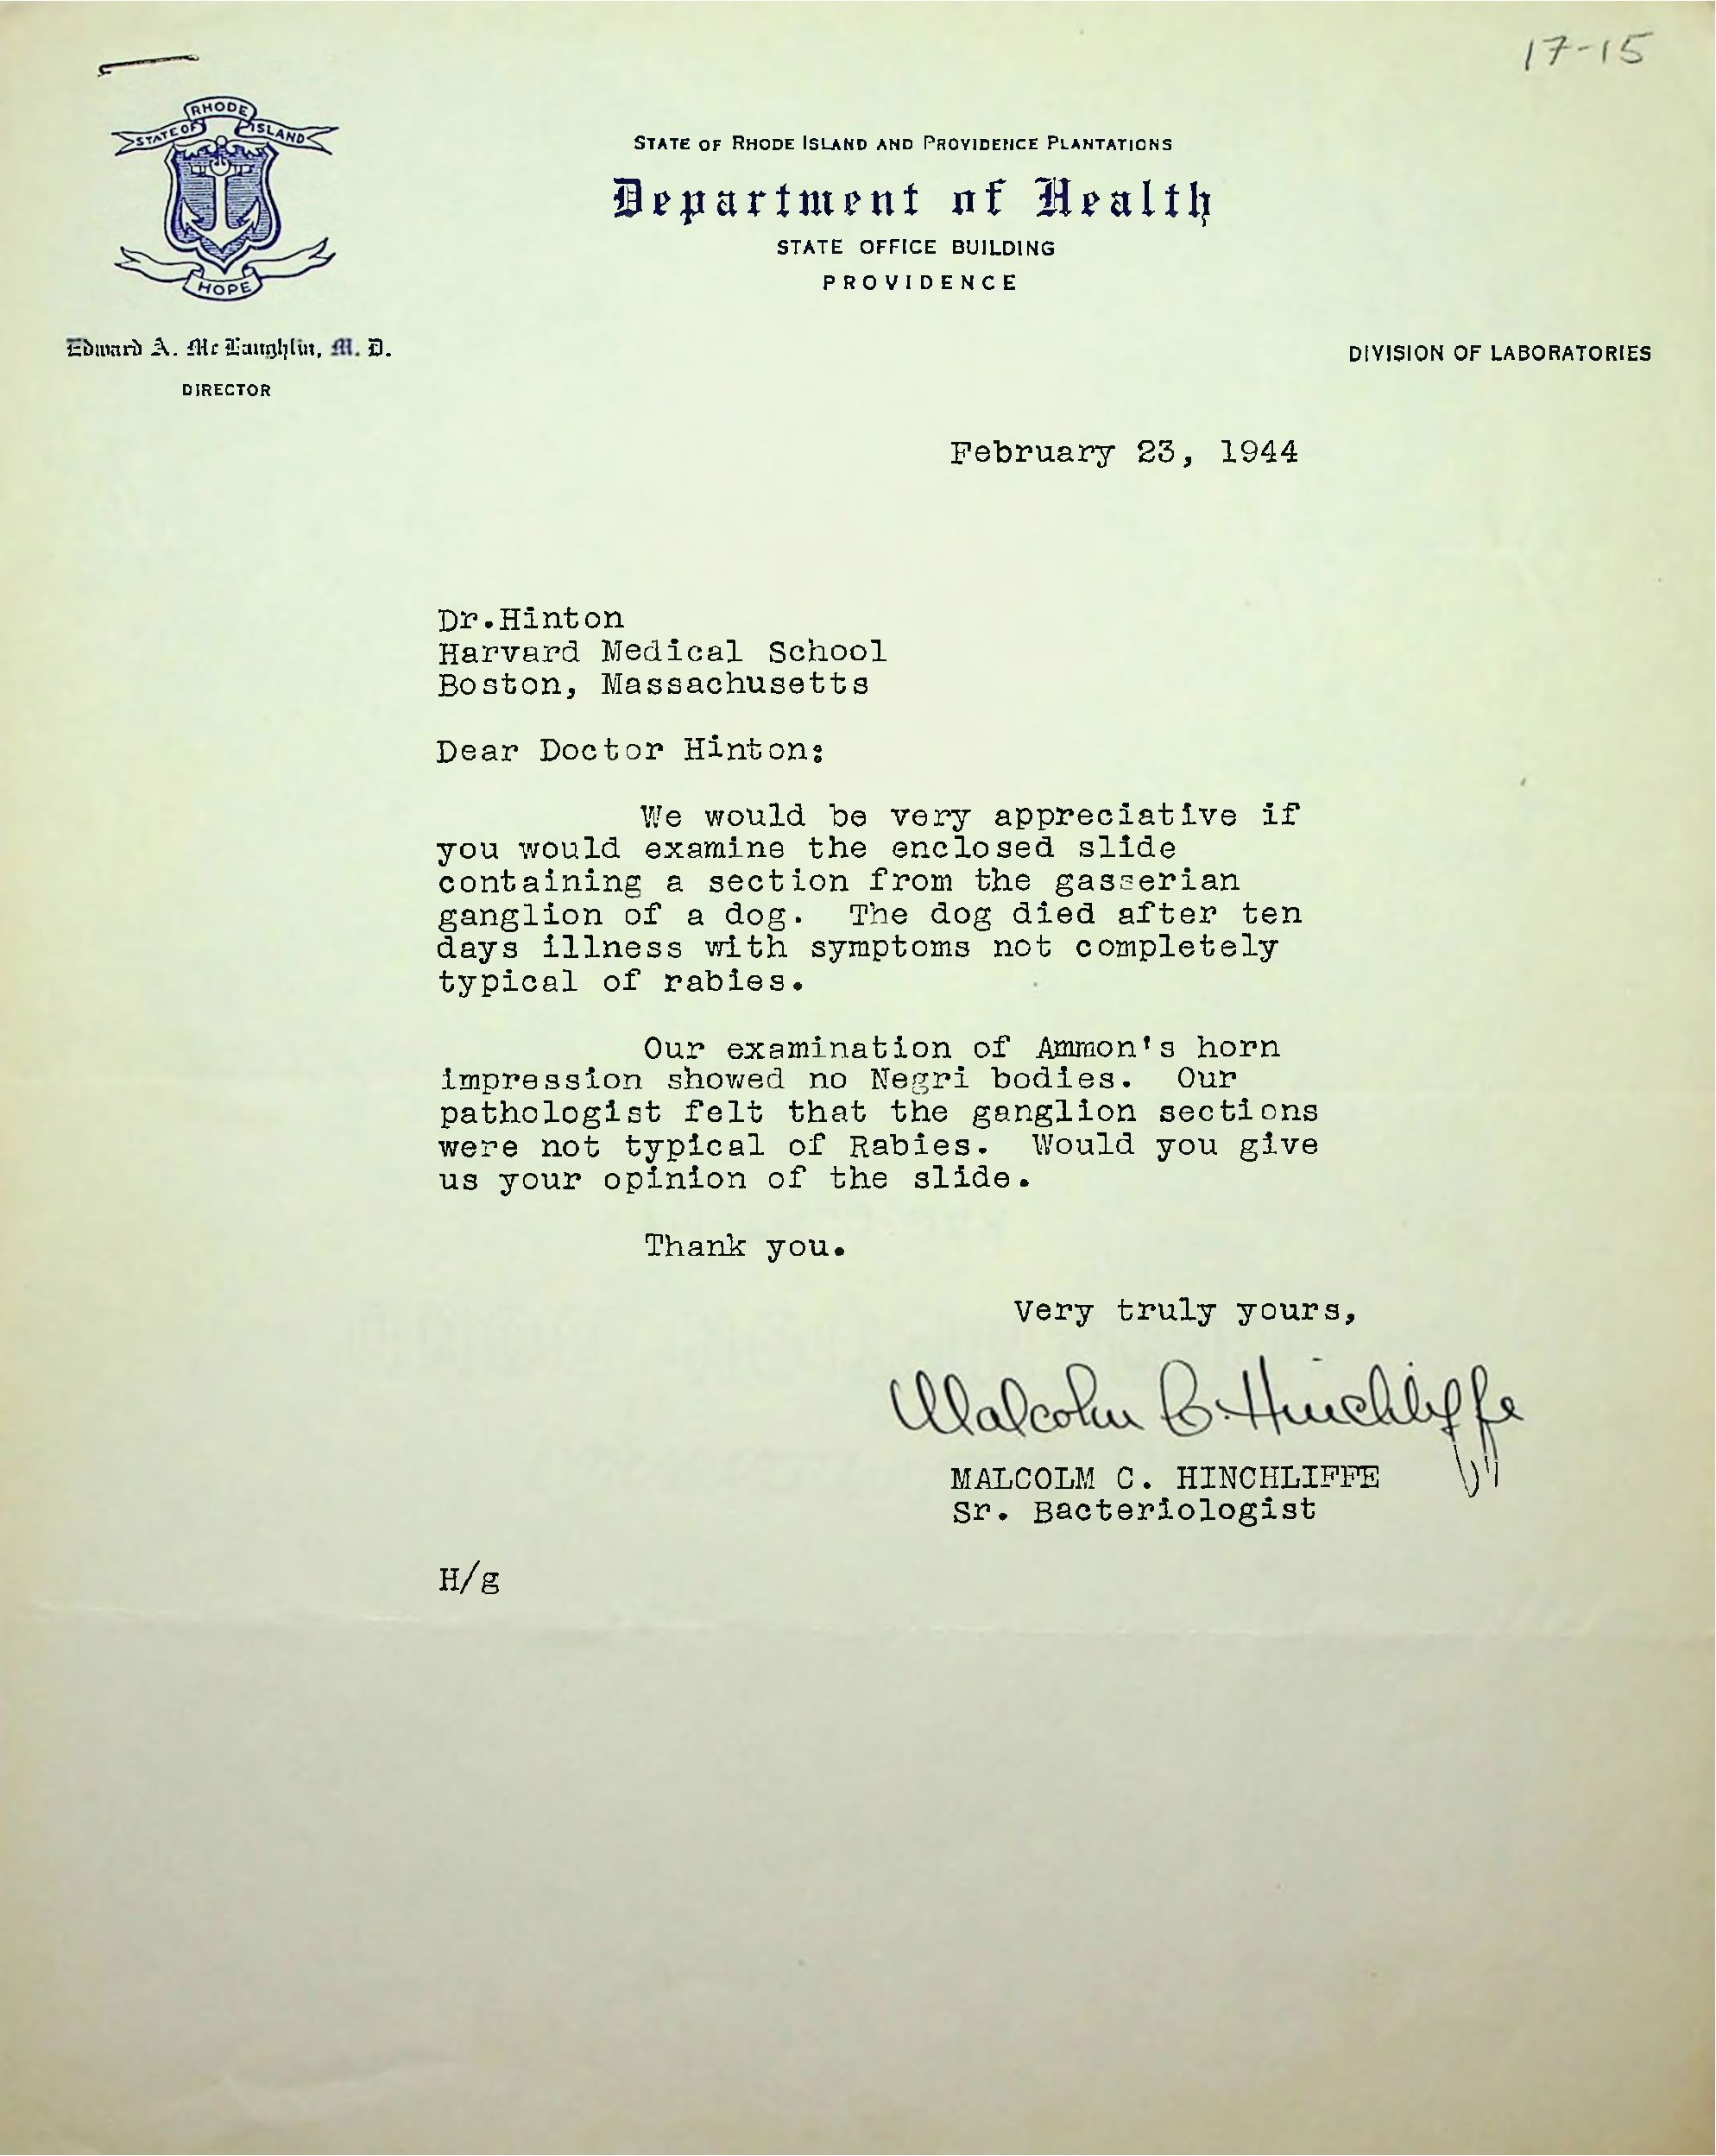 17-15
STATE OF RHODE ISLAND
HOPE
STATE OF RHODE ISLAND AND PROVIDENCE PLANTATIONS
Department of Health
STATE OFFICE BUILDING
PROVIDENCE
Edward A. McLaughlin, M. D.
DIRECTOR
DIVISION OF LABORATORIES
February 23, 1944
Dr.Hinton
Harvard Medical School
Boston, Massachusetts
Dear Doctor Hinton:
We would be very appreciative if
you would examine the enclosed slide
containing a section from the gasserian
ganglion of a dog. The dog died after ten
days illness with symptoms not completely
typical of rabies.
Our examination of Ammon's horn
impression showed no Negri bodies. Our
pathologist felt that the ganglion sections
were not typical of Rabies. Would you give
us your opinion of the slide.
Thank you.
Very truly yours,
Malcolm C. Hinchliffe
MALCOLM C. HINCHLIFFE
Sr. Bacteriologist
H/g